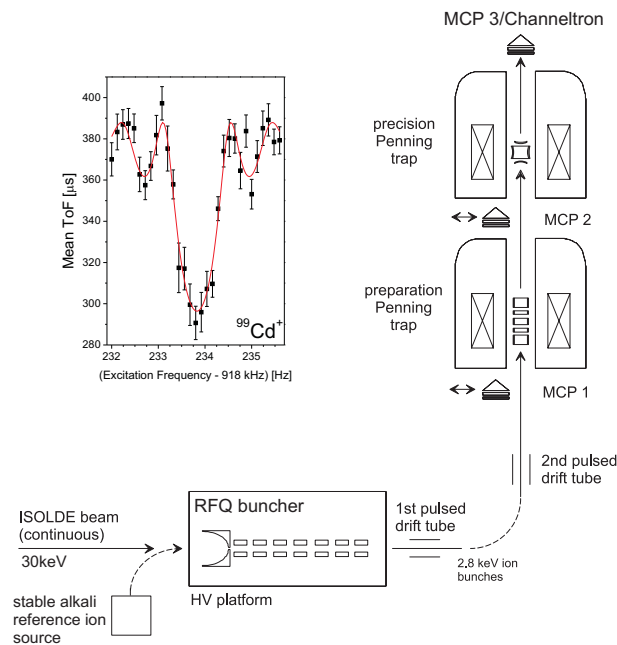 MCP 3/Channeltron
400
380
360
340
320
300
280
Mean ToF [µs]
⁹⁹Cd⁺
232
233
234
235
(Excitation Frequency - 918 kHz) [Hz]
precision
Penning
trap
MCP 2
preparation
Penning
trap
MCP 1
2nd pulsed
drift tube
RFQ buncher
1st pulsed
drift tube
ISOLDE beam
(continuous)
30keV
2.8 keV ion
bunches
HV platform
stable alkali
reference ion
source